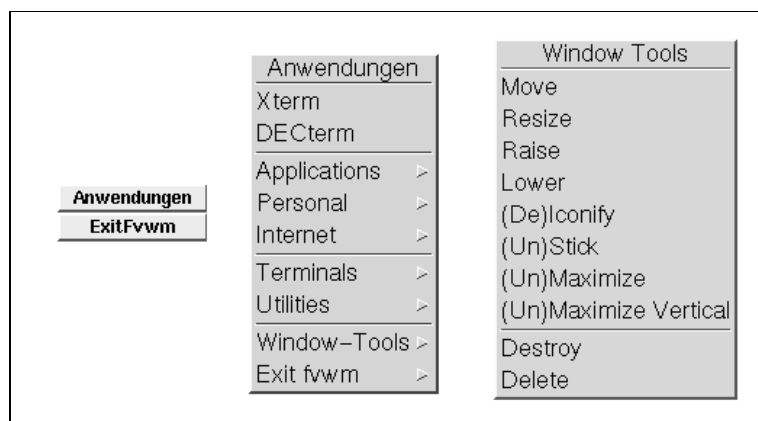 Anwendungen
ExitFvwm
Anwendungen
Xterm
DECterm
Applications
Personal
Internet
Terminals
Utilities
Window-Tools
Exit fvwm
Window Tools
Move
Resize
Raise
Lower
(De)Iconify
(Un)Stick
(Un)Maximize
(Un)Maximize Vertical
Destroy
Delete